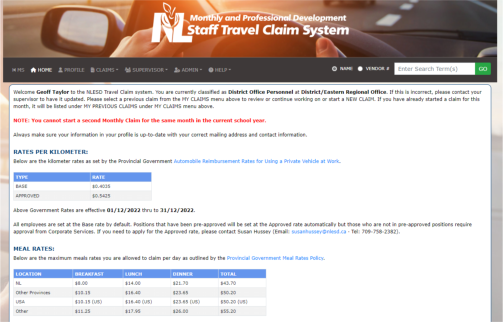 Monthly and Professional Development
NL Staff Travel Claim System
HOME PROFILE CLAIMS SUPERVISOR ADMIN HELP NAME VENDOR # Enter Search Term(s) GO
Welcome Geoff Taylor to the NLESD Travel Claim system. You are currently classified as District Office Personnel at District/Eastern Regional Office. If this is incorrect, please contact your
supervisor to have it updated. Please select a previous claim from the MY CLAIMS menu above to review or continue working on or start a NEW CLAIM. If you have already started a claim for this
month, it will be listed under MY PREVIOUS CLAIMS under MY CLAIMS menu above.
NOTE: You cannot start a second Monthly Claim for the same month in the current school year.
Always make sure your information in your profile is up-to-date with your correct mailing address and contact information.
RATES PER KILOMETER:
Below are the kilometer rates as set by the Provincial Government Automobile Reimbursement Rates for Using a Private Vehicle at Work.
TYPE RATE
BASE $0.4035
APPROVED $0.5425
Above Government Rates are effective 01/12/2022 thru to 31/12/2022.
All employees are set at the Base rate by default. Positions that have been pre-approved will be set at the Approved rate automatically but those who are not in pre-approved positions require
approval from Corporate Services. If you need to apply for the Approved rate, please contact Susan Hussey (Email: susanhussey@nlesd.ca - Tel: 709-758-2382).
MEAL RATES:
Below are the maximum meals rates you are allowed to claim per day as outlined by the Provincial Government Meal Rates Policy.
LOCATION BREAKFAST LUNCH DINNER TOTAL
NL $8.00 $14.00 $21.70 $43.70
Other Provinces $10.15 $16.40 $23.65 $50.20
USA $10.15 (US) $16.40 (US) $23.65 (US) $50.20 (US)
Other $11.25 $17.95 $26.00 $55.20